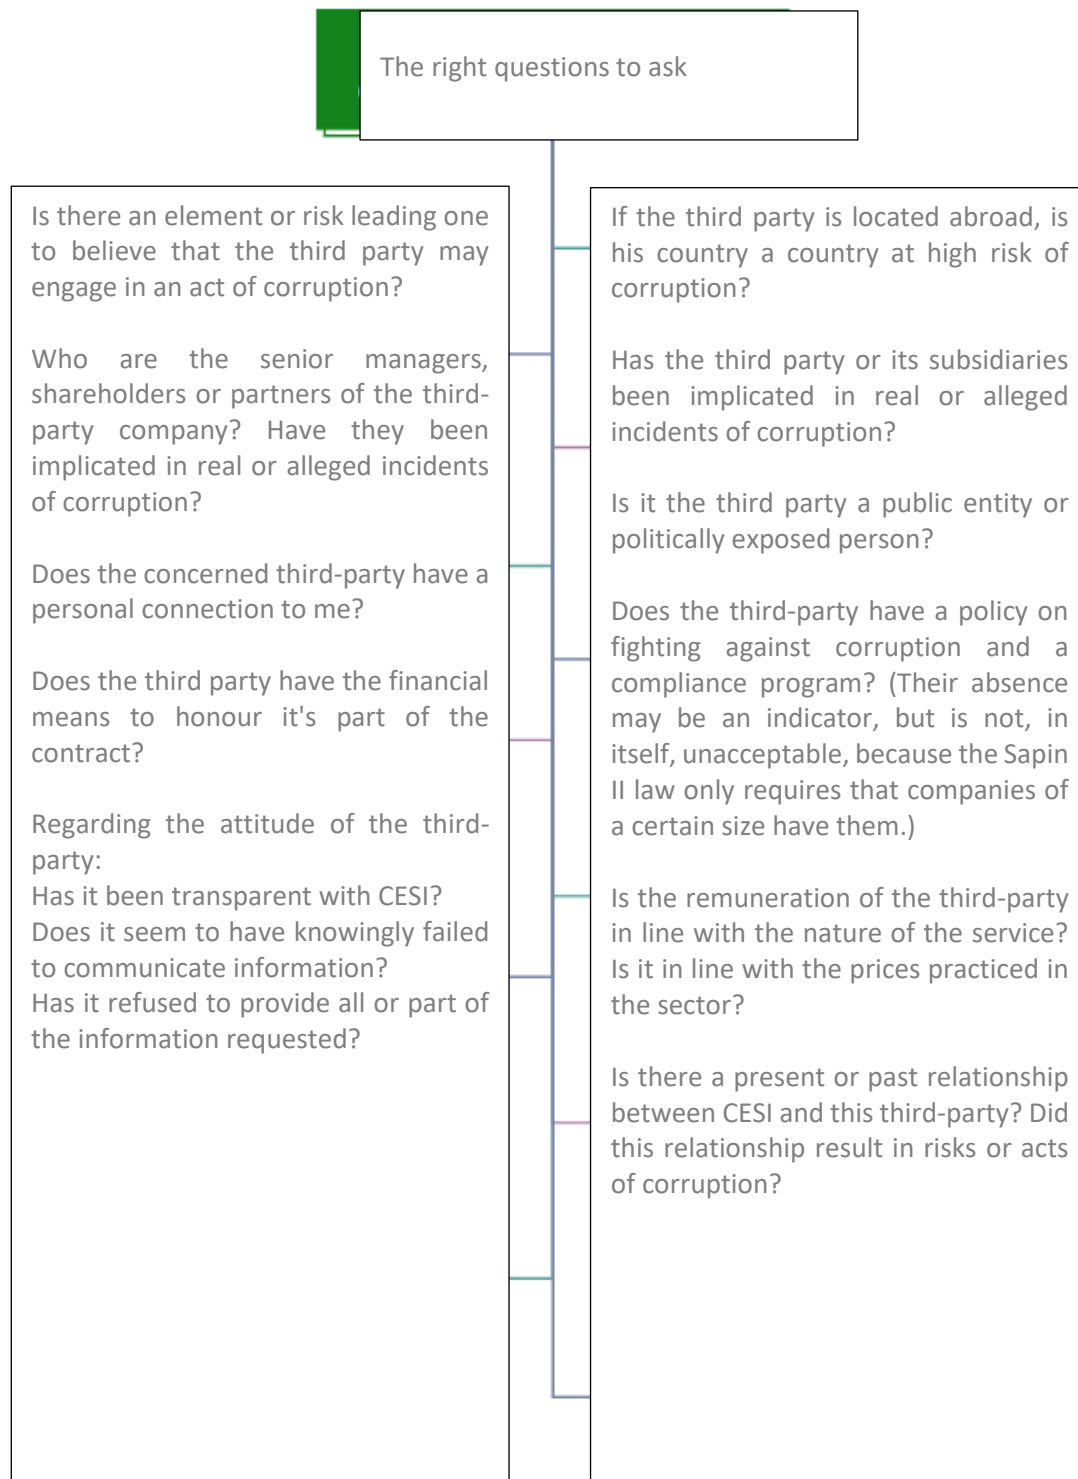 The right questions to ask
Is there an element or risk leading one
to believe that the third party may
engage in an act of corruption?
Who are the senior managers,
shareholders or partners of the third-
party company? Have they been
implicated in real or alleged incidents
of corruption?
Does the concerned third-party have a
personal connection to me?
Does the third party have the financial
means to honour it's part of the
contract?
Regarding the attitude of the third-
party:
Has it been transparent with CESI?
Does it seem to have knowingly failed
to communicate information?
Has it refused to provide all or part of
the information requested?
If the third party is located abroad, is
his country a country at high risk of
corruption?
Has the third party or its subsidiaries
been implicated in real or alleged
incidents of corruption?
Is it the third party a public entity or
politically exposed person?
Does the third-party have a policy on
fighting against corruption and a
compliance program? (Their absence
may be an indicator, but is not, in
itself, unacceptable, because the Sapin
II law only requires that companies of
a certain size have them.)
Is the remuneration of the third-party
in line with the nature of the service?
Is it in line with the prices practiced in
the sector?
Is there a present or past relationship
between CESI and this third-party? Did
this relationship result in risks or acts
of corruption?